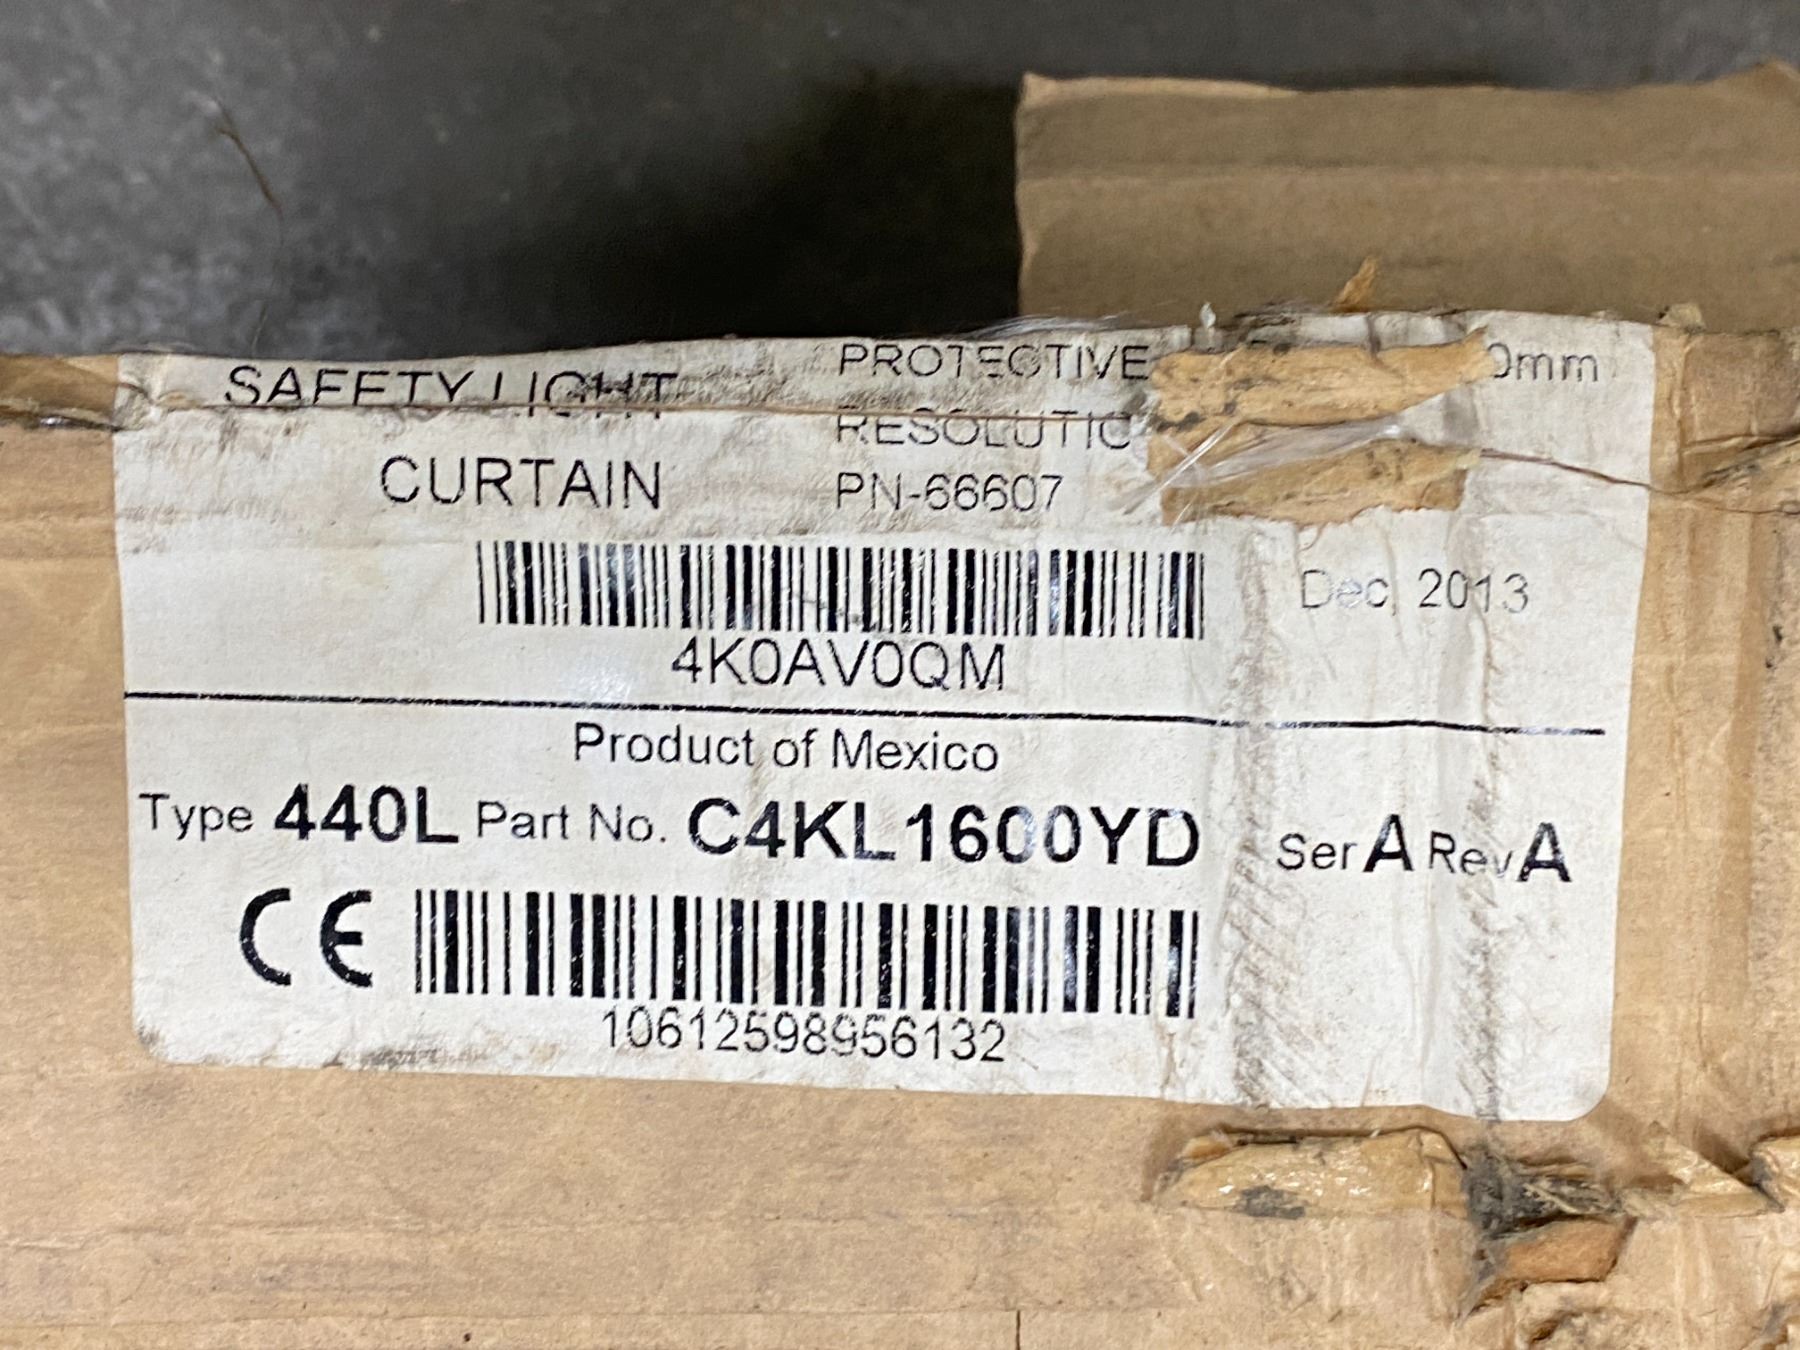 SAFETY LIGHT
CURTAIN
PROTECTIVE 0mm
RESOLUTIO
PN-66607
4K0AV0QM
Dec, 2013
Product of Mexico
Type 440L Part No. C4KL1600YD Ser A Rev A
CE
10612598956132